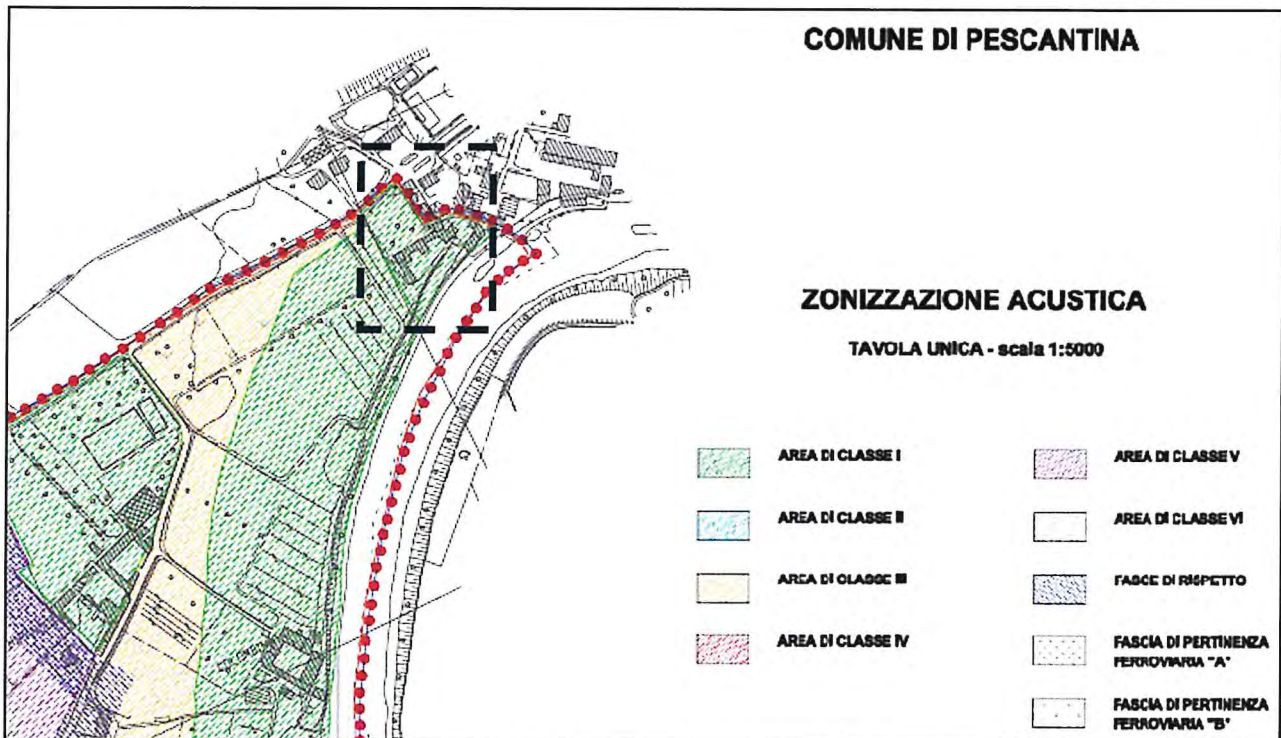 COMUNE DI PESCANTINA
ZONIZZAZIONE ACUSTICA
TAVOLA UNICA - scala 1:5000
AREA DI CLASSE I
AREA DI CLASSE II
AREA DI CLASSE III
AREA DI CLASSE IV
AREA DI CLASSE V
AREA DI CLASSE VI
FASCE DI RISPETTO
FASCIA DI PERTINENZA
FERROVIARIA "A"
FASCIA DI PERTINENZA
FERROVIARIA "B"